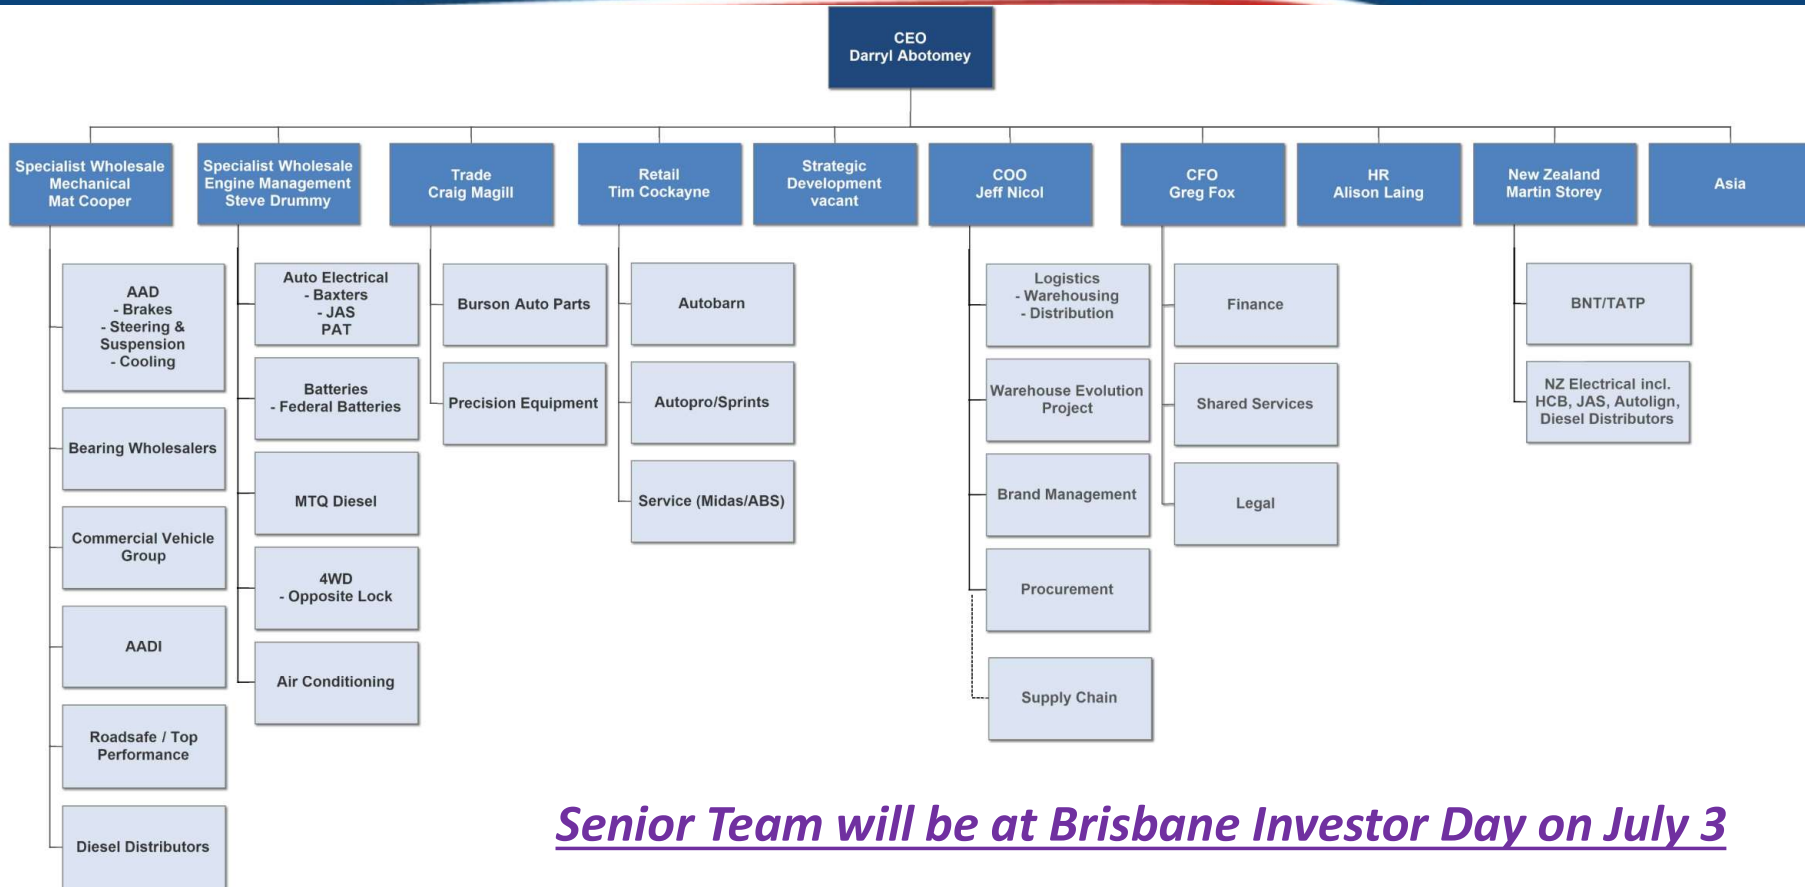 CEO
Darryl Abotomey
Specialist Wholesale
Mechanical
Mat Cooper
Specialist Wholesale
Engine Management
Steve Drummy
Trade
Craig Magill
Retail
Tim Cockayne
Strategic
Development
vacant
COO
Jeff Nicol
CFO
Greg Fox
HR
Alison Laing
New Zealand
Martin Storey
Asia
AAD
- Brakes
- Steering &
Suspension
- Cooling
Bearing Wholesalers
Commercial Vehicle
Group
AADI
Roadsafe / Top
Performance
Diesel Distributors
Auto Electrical
- Baxters
- JAS
PAT
Batteries
- Federal Batteries
MTQ Diesel
4WD
- Opposite Lock
Air Conditioning
Burson Auto Parts
Precision Equipment
Autobarn
Autopro/Sprints
Service (Midas/ABS)
Logistics
- Warehousing
- Distribution
Warehouse Evolution
Project
Brand Management
Procurement
Supply Chain
Finance
Shared Services
Legal
BNT/TATP
NZ Electrical incl.
HCB, JAS, Autolign,
Diesel Distributors
Senior Team will be at Brisbane Investor Day on July 3